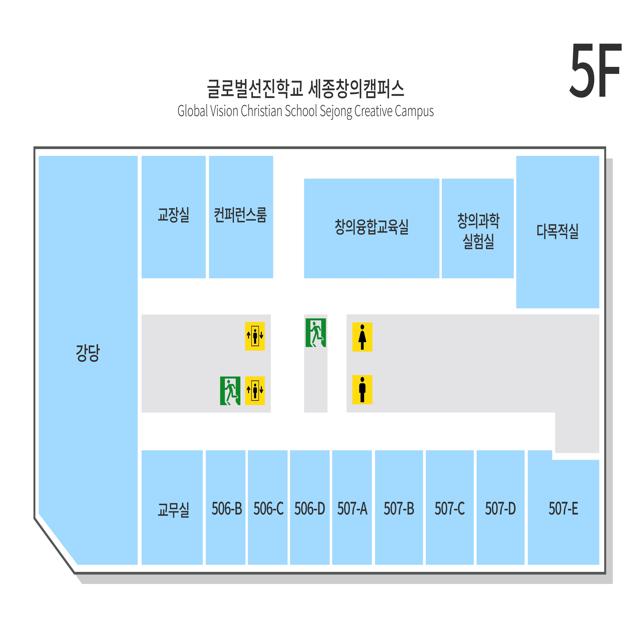 5F
글로벌선진학교 세종창의캠퍼스
Global Vision Christian School Sejong Creative Campus
교장실
컨퍼런스룸
창의융합교육실
창의과학
실험실
다목적실
강당
교무실
506-B
506-C
506-D
507-A
507-B
507-C
507-D
507-E